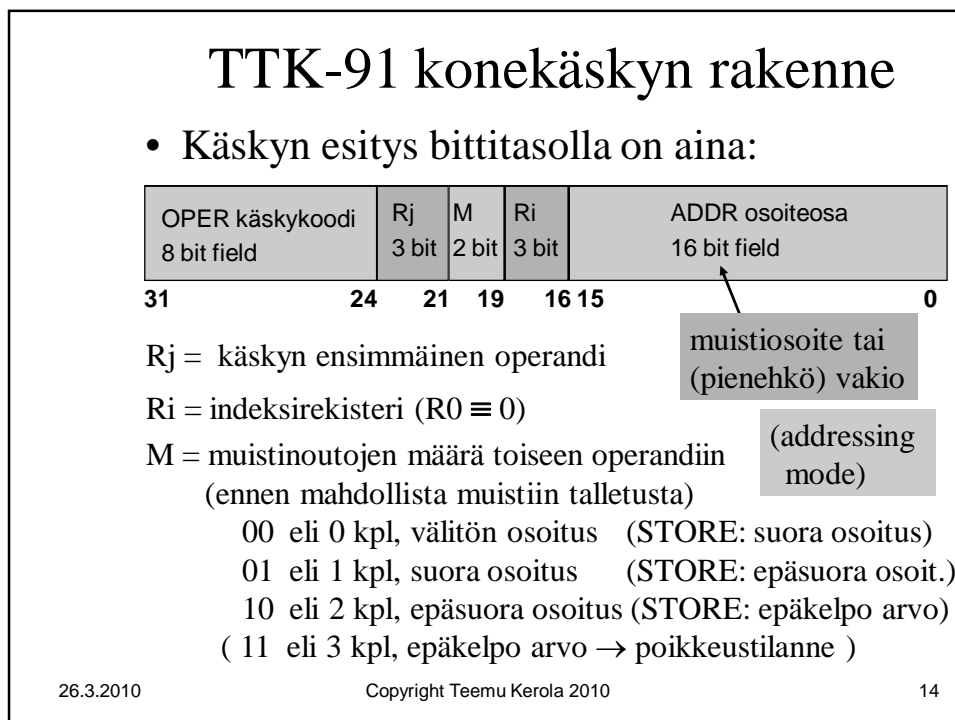 TTK-91 konekäskyn rakenne
• Käskyn esitys bittitasolla on aina:
OPER käskykoodi
8 bit field
Rj
3 bit
M
2 bit
Ri
3 bit
ADDR osoiteosa
16 bit field
31 24 21 19 16 15 0
muistiosoite tai
(pienehkö) vakio
Rj = käskyn ensimmäinen operandi
Ri = indeksirekisteri (R0 ≡ 0)
(addressing
mode)
M = muistinoutojen määrä toiseen operandiin
(ennen mahdollista muistiin talletusta)
00 eli 0 kpl, välitön osoitus (STORE: suora osoitus)
01 eli 1 kpl, suora osoitus (STORE: epäsuora osoit.)
10 eli 2 kpl, epäsuora osoitus (STORE: epäkelpo arvo)
( 11 eli 3 kpl, epäkelpo arvo → poikkeustilanne )
26.3.2010 Copyright Teemu Kerola 2010 14